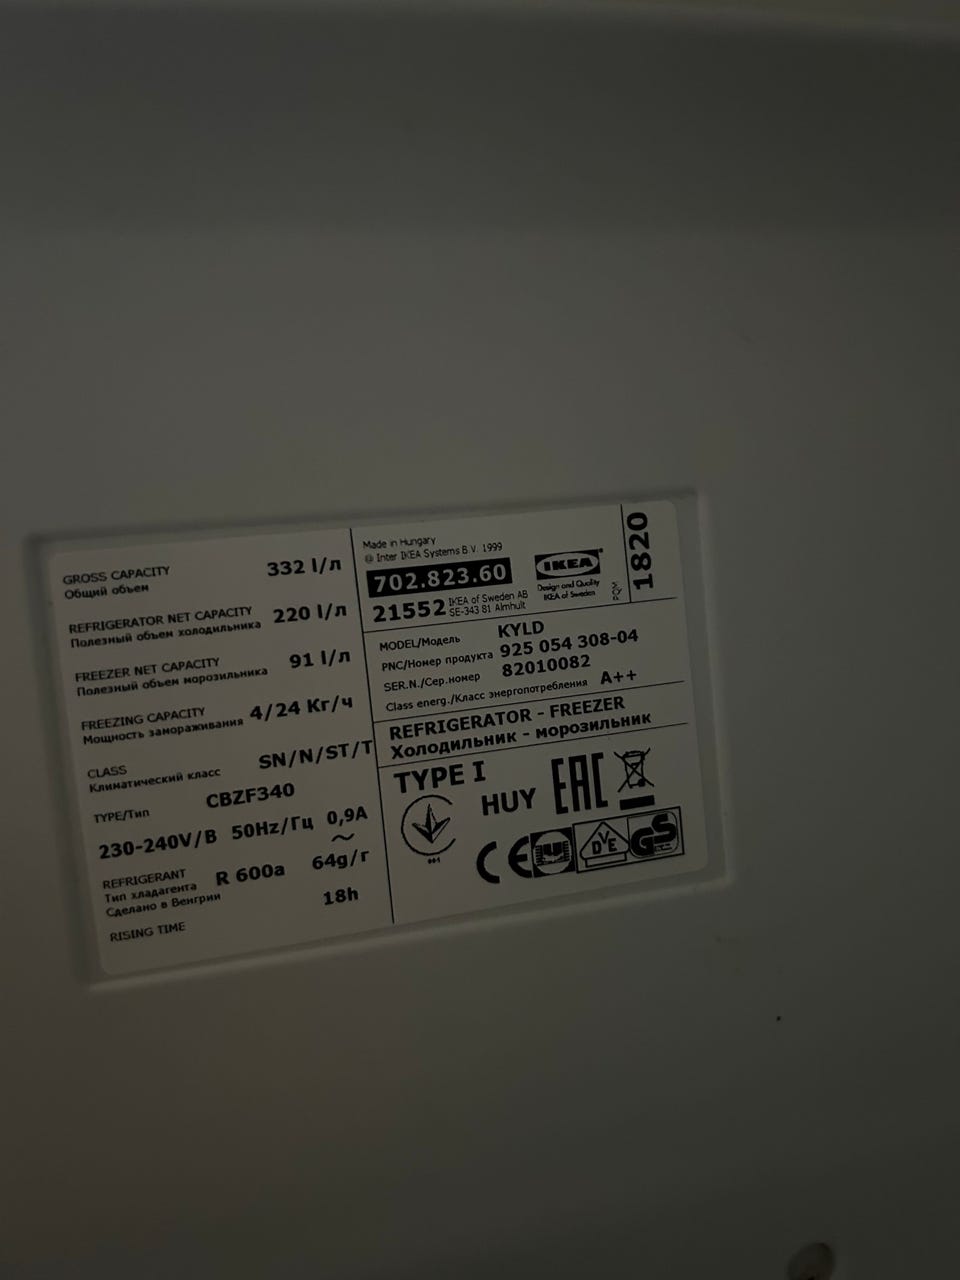 GROSS CAPACITY 332 l/л
Общий объем
REFRIGERATOR NET CAPACITY 220 l/л
Полезный объем холодильника
FREEZER NET CAPACITY 91 l/л
Полезный объем морозильника
FREEZING CAPACITY 4/24 Kг/ч
Мощность замораживания
CLASS SN/N/ST/T
Климатический класс
TYPE/Тип CBZF340
230-240V/В 50Hz/Гц 0,9A
~
REFRIGERANT R 600a 64g/г
Тип хладагента
Сделано в Венгрии
RISING TIME 18h
Made in Hungary
© Inter IKEA Systems B.V. 1999
702.823.60
21552 IKEA of Sweden AB
SE-343 81 Älmhult
IKEA
Design and Quality
IKEA of Sweden
1820
MODEL/Модель KYLD
PNC/Номер продукта 925 054 308-04
SER.N./Сер.номер 82010082
Class energ./Класс энергопотребления A++
REFRIGERATOR - FREEZER
Холодильник - морозильник
TYPE I
HUY EAC
001
CE DVE GS